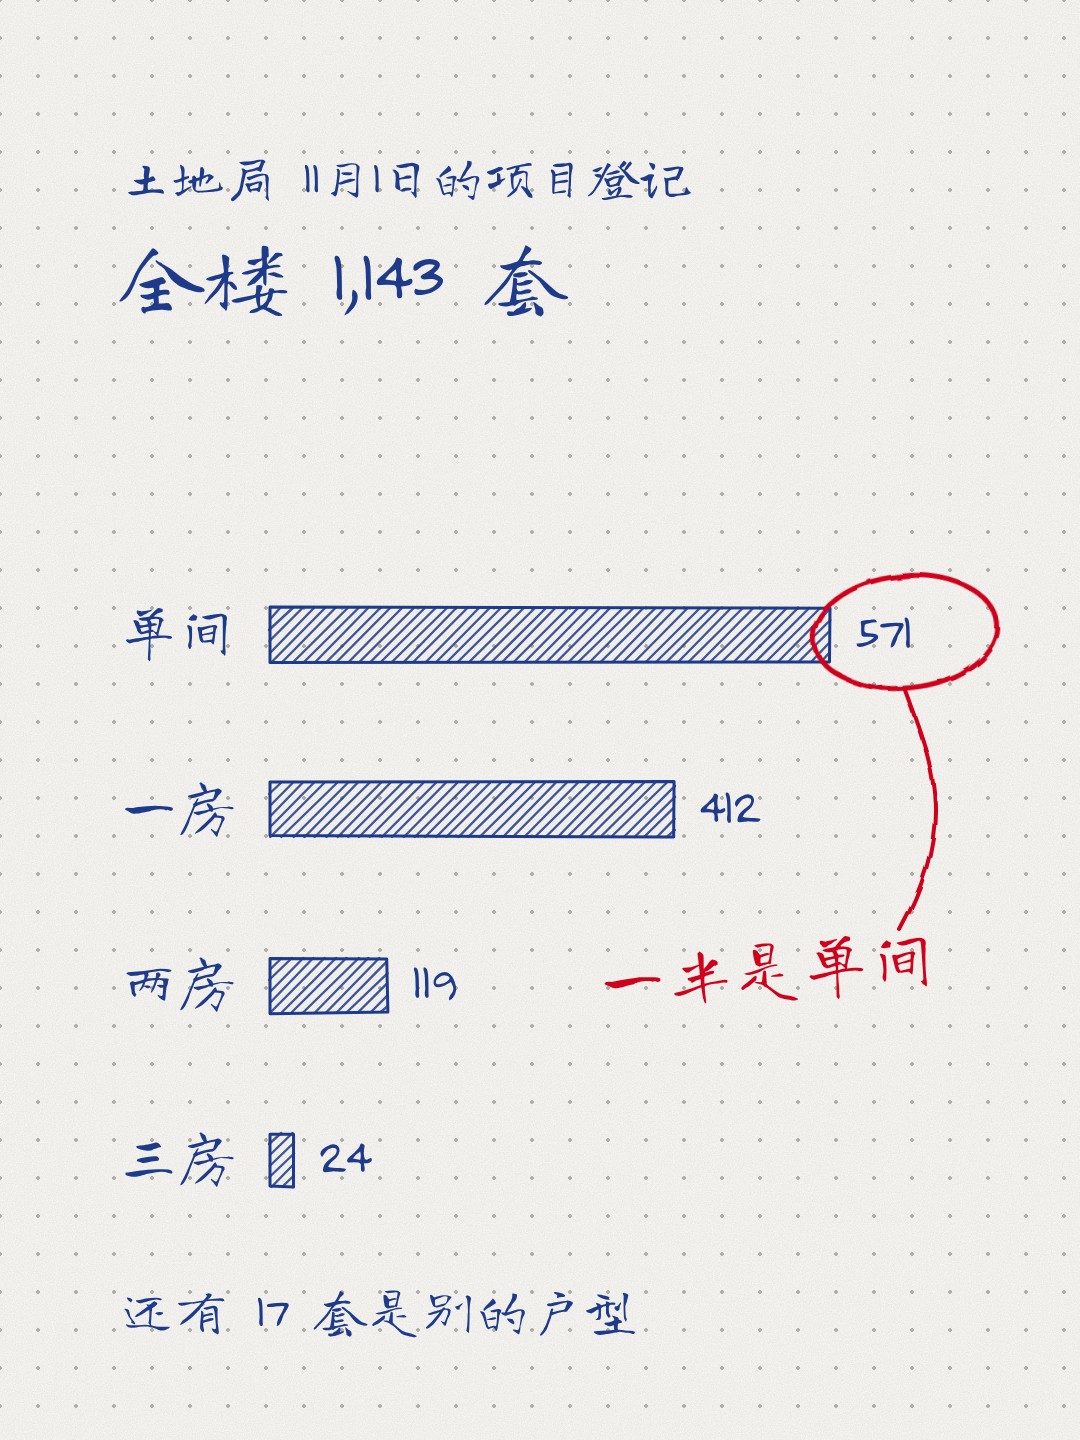 土地局 11月1日的项目登记
全楼 1,143 套
单间 571
一房 412
两房 119
一半是单间
三房 24
还有 17 套是别的户型